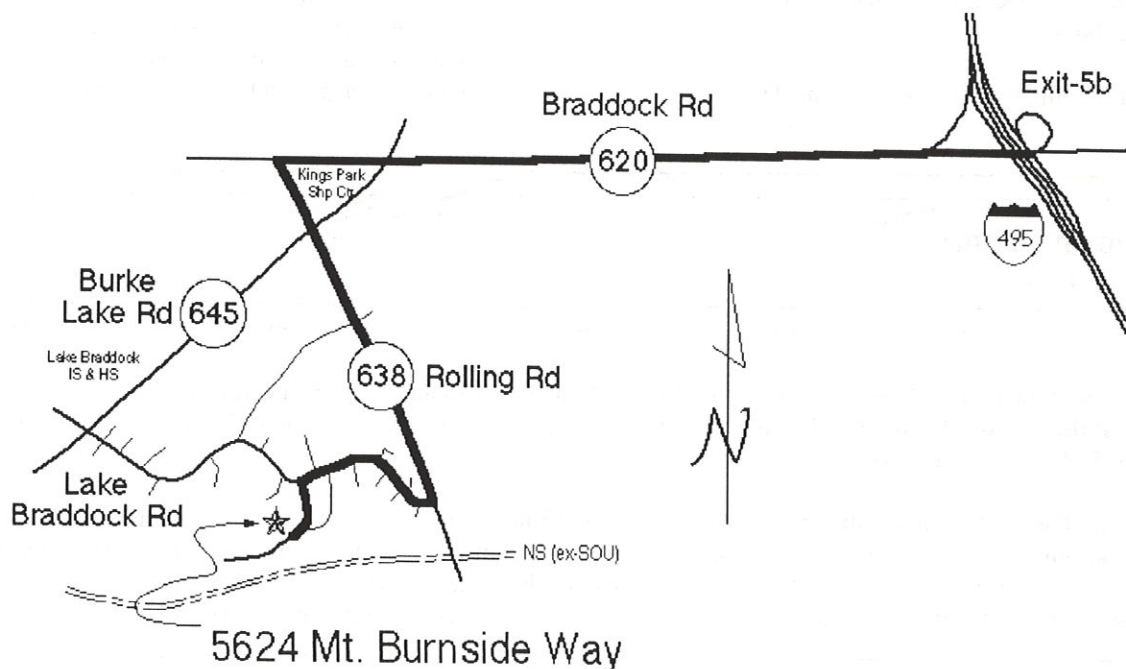 Exit-5b
Braddock Rd
620
Kings Park
Shp Ctr
495
Burke
Lake Rd
645
Lake Braddock
IS & HS
638
Rolling Rd
N
Lake
Braddock Rd
NS (ex-SOU)
5624 Mt. Burnside Way